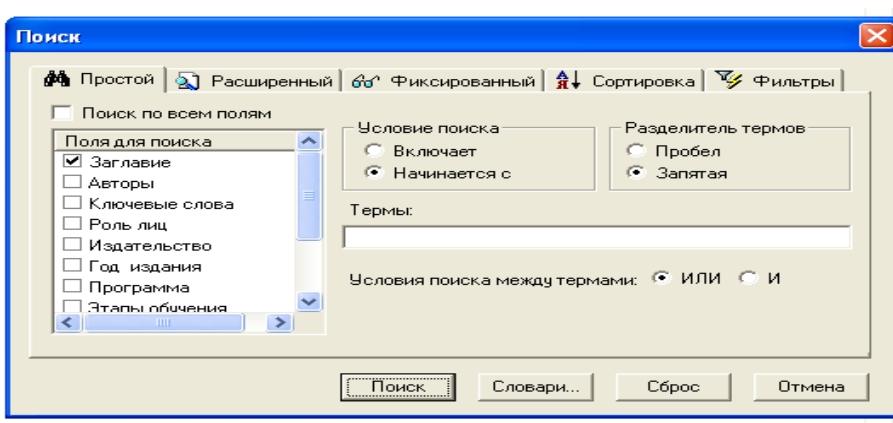 Поиск
Простой Расширенный Фиксированный Сортировка Фильтры
Поиск по всем полям
Поля для поиска
Заглавие
Авторы
Ключевые слова
Роль лиц
Издательство
Год издания
Программа
Этапы обучения
Условие поиска
Включает
Начинается с
Разделитель термов
Пробел
Запятая
Термы:
Условия поиска между термами: ИЛИ И
Поиск Словари... Сброс Отмена